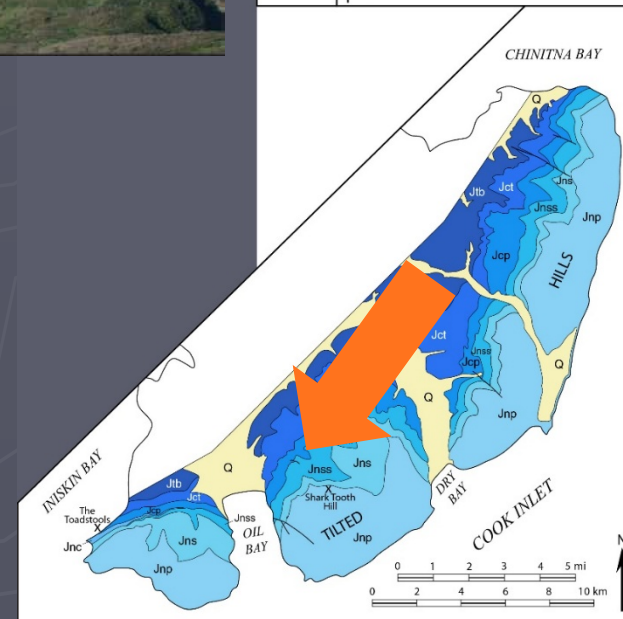 CHINITNA BAY
Q
Jtb
Jct
Jns
Jnss
Jnp
Jcp
HILLS
Jct
Jnss
Jcp
Q
Q
Jnp
INISKIN BAY
Jtb
Q
Jct
Jcp
The
Toadstools
X
Jnc
Jns
Jnp
Jnss
OIL
BAY
Jnss
Jns
X
Shark Tooth
Hill
TILTED
Jnp
DRY
BAY
COOK INLET
N
0 1 2 3 4 5 mi
0 2 4 6 8 10 km